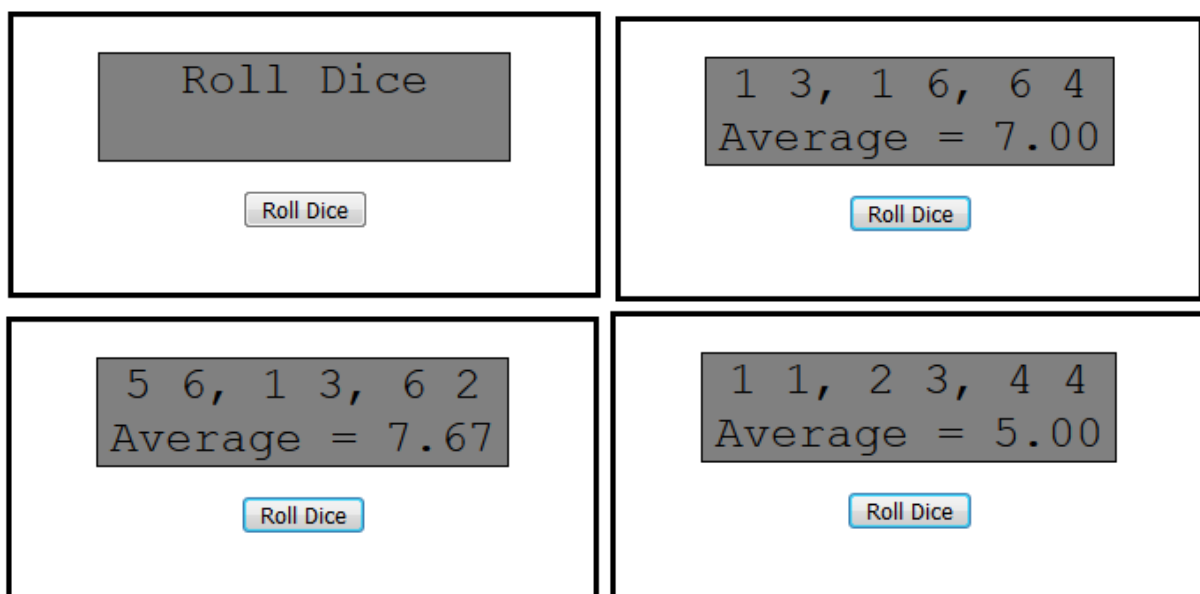 Roll Dice
Roll Dice
1 3, 1 6, 6 4
Average = 7.00
Roll Dice
5 6, 1 3, 6 2
Average = 7.67
Roll Dice
1 1, 2 3, 4 4
Average = 5.00
Roll Dice